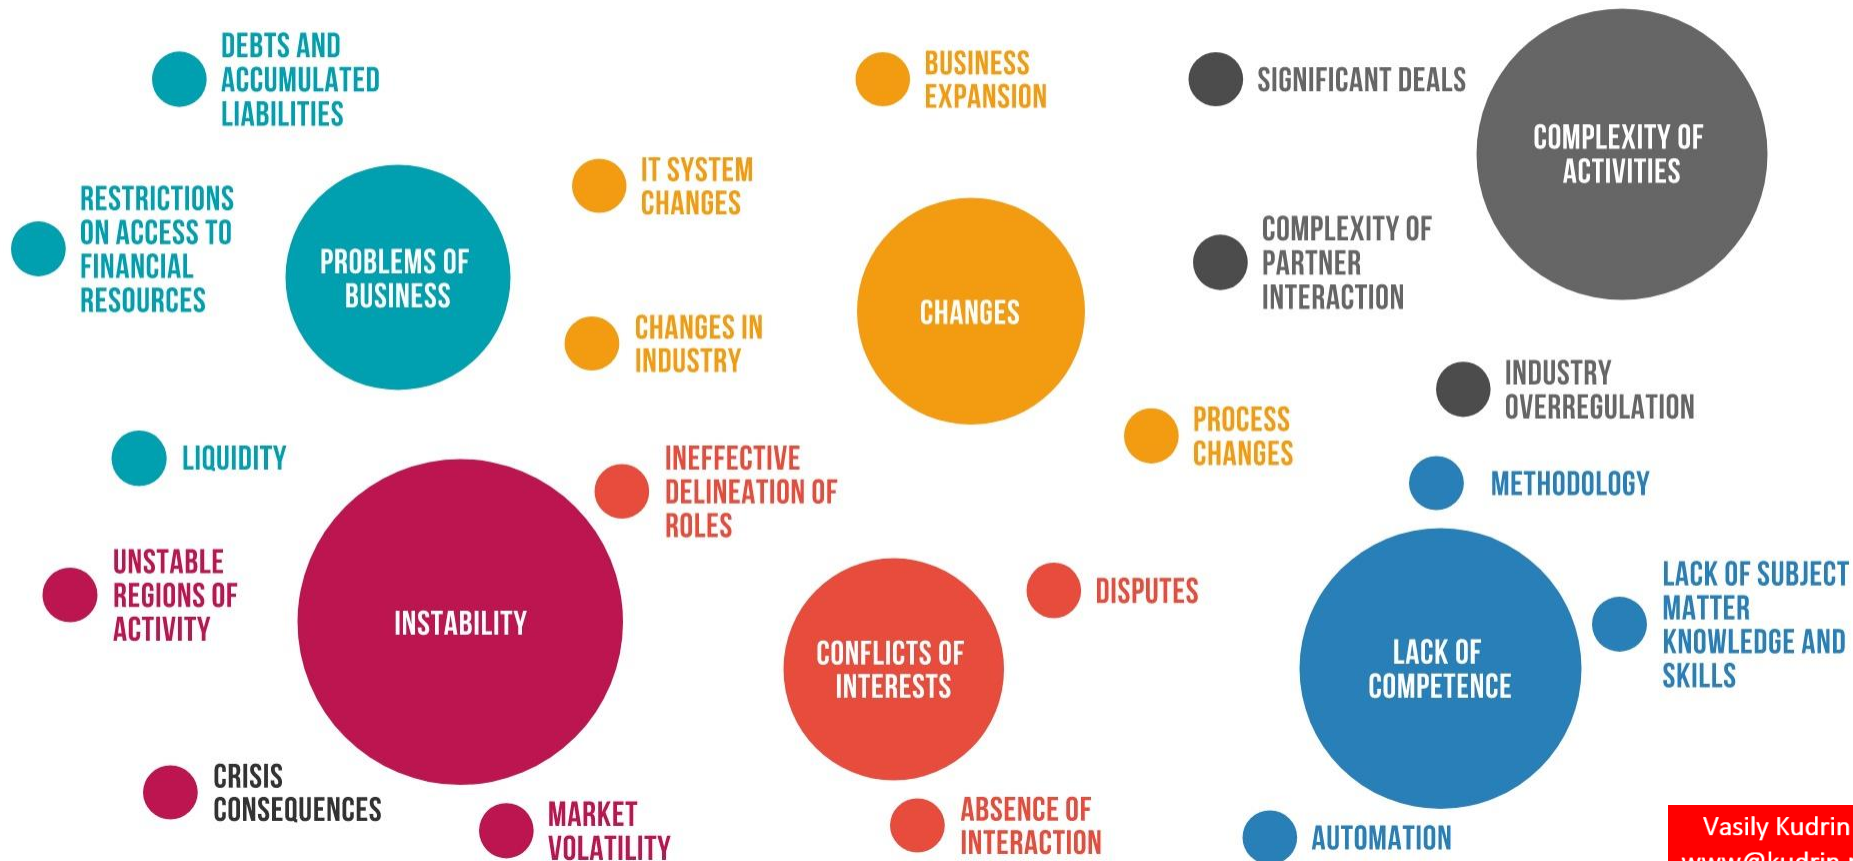 DEBTS AND
ACCUMULATED
LIABILITIES
RESTRICTIONS
ON ACCESS TO
FINANCIAL
RESOURCES
PROBLEMS OF
BUSINESS
LIQUIDITY
BUSINESS
EXPANSION
IT SYSTEM
CHANGES
CHANGES IN
INDUSTRY
CHANGES
PROCESS
CHANGES
SIGNIFICANT DEALS
COMPLEXITY OF
ACTIVITIES
COMPLEXITY OF
PARTNER
INTERACTION
INDUSTRY
OVERREGULATION
UNSTABLE
REGIONS OF
ACTIVITY
INSTABILITY
CRISIS
CONSEQUENCES
MARKET
VOLATILITY
INEFFECTIVE
DELINEATION OF
ROLES
CONFLICTS OF
INTERESTS
DISPUTES
ABSENCE OF
INTERACTION
METHODOLOGY
LACK OF
COMPETENCE
LACK OF SUBJECT
MATTER
KNOWLEDGE AND
SKILLS
AUTOMATION
Vasily Kudrin